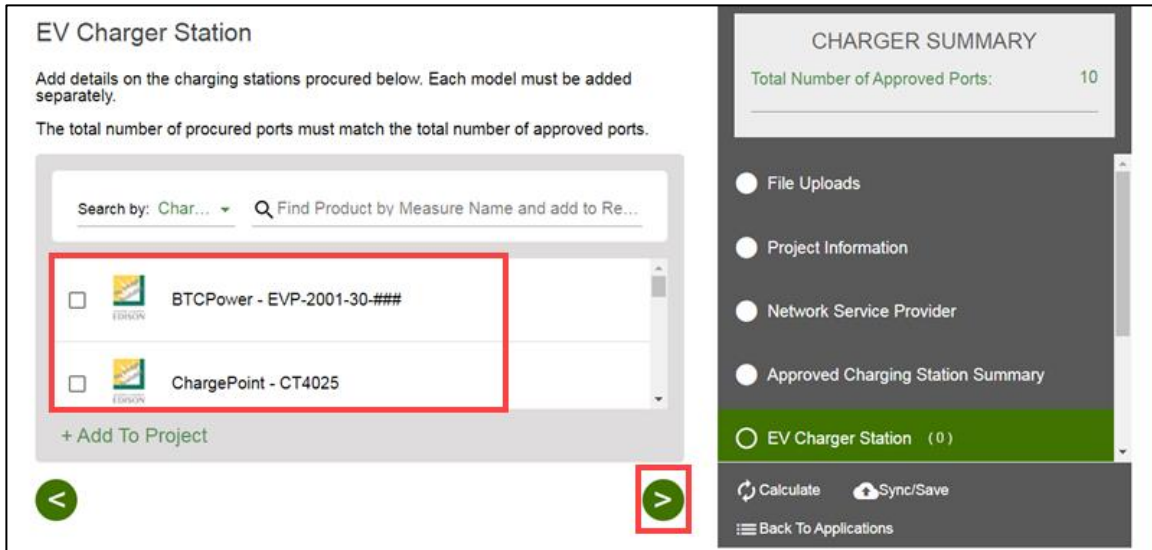 EV Charger Station
Add details on the charging stations procured below. Each model must be added
separately.
The total number of procured ports must match the total number of approved ports.
Search by: Char...
Find Product by Measure Name and add to Re...
EDISON
BTCPower - EVP-2001-30-###
EDISON
ChargePoint - CT4025
+ Add To Project
<
>
CHARGER SUMMARY
Total Number of Approved Ports: 10
File Uploads
Project Information
Network Service Provider
Approved Charging Station Summary
EV Charger Station (0)
Calculate Sync/Save
Back To Applications